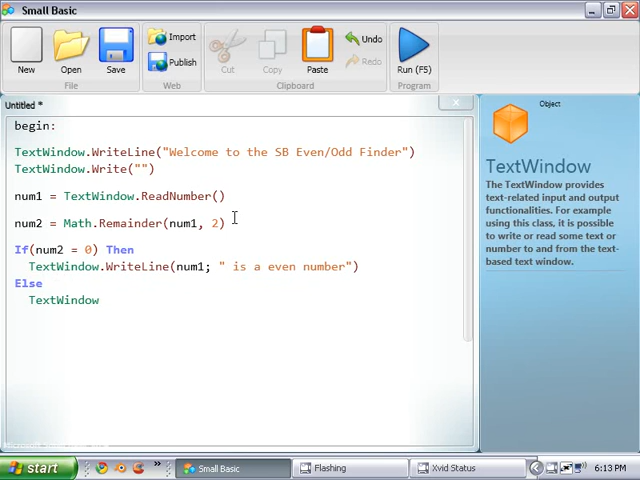 Small Basic
New
Open
Save
Import
Publish
Cut
Copy
Paste
Undo
Redo
Run (F5)
File
Web
Clipboard
Program
Untitled *
begin:
TextWindow.WriteLine("Welcome to the SB Even/Odd Finder")
TextWindow.Write("")
num1 = TextWindow.ReadNumber()
num2 = Math.Remainder(num1, 2)
If(num2 = 0) Then
TextWindow.WriteLine(num1; " is a even number")
Else
TextWindow
Object
TextWindow
The TextWindow provides
text-related input and output
functionalities. For example
using this class, it is possible
to write or read some text or
number to and from the text-
based text window.
start
Small Basic
Flashing
Xvid Status
6:13 PM